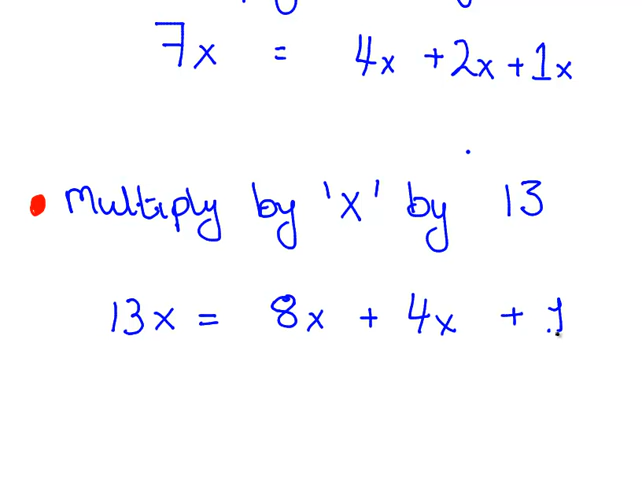 7x = 4x + 2x + 1x
• Multiply by 'x' by 13
13x = 8x + 4x + 1